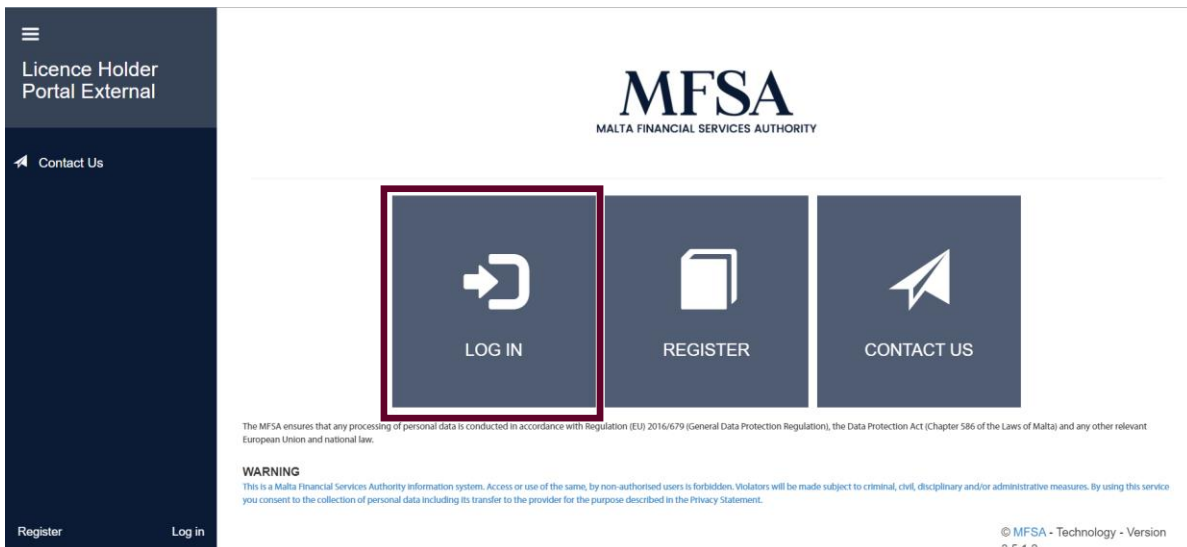 Licence Holder
Portal External
Contact Us
MFSA
MALTA FINANCIAL SERVICES AUTHORITY
LOG IN
REGISTER
CONTACT US
The MFSA ensures that any processing of personal data is conducted in accordance with Regulation (EU) 2016/679 (General Data Protection Regulation), the Data Protection Act (Chapter 586 of the Laws of Malta) and any other relevant
European Union and national law.
WARNING
This is a Malta Financial Services Authority information system. Access or use of the same, by non-authorised users is forbidden. Violators will be made subject to criminal, civil, disciplinary and/or administrative measures. By using this service
you consent to the collection of personal data including its transfer to the provider for the purpose described in the Privacy Statement.
Register
Log in
© MFSA - Technology - Version